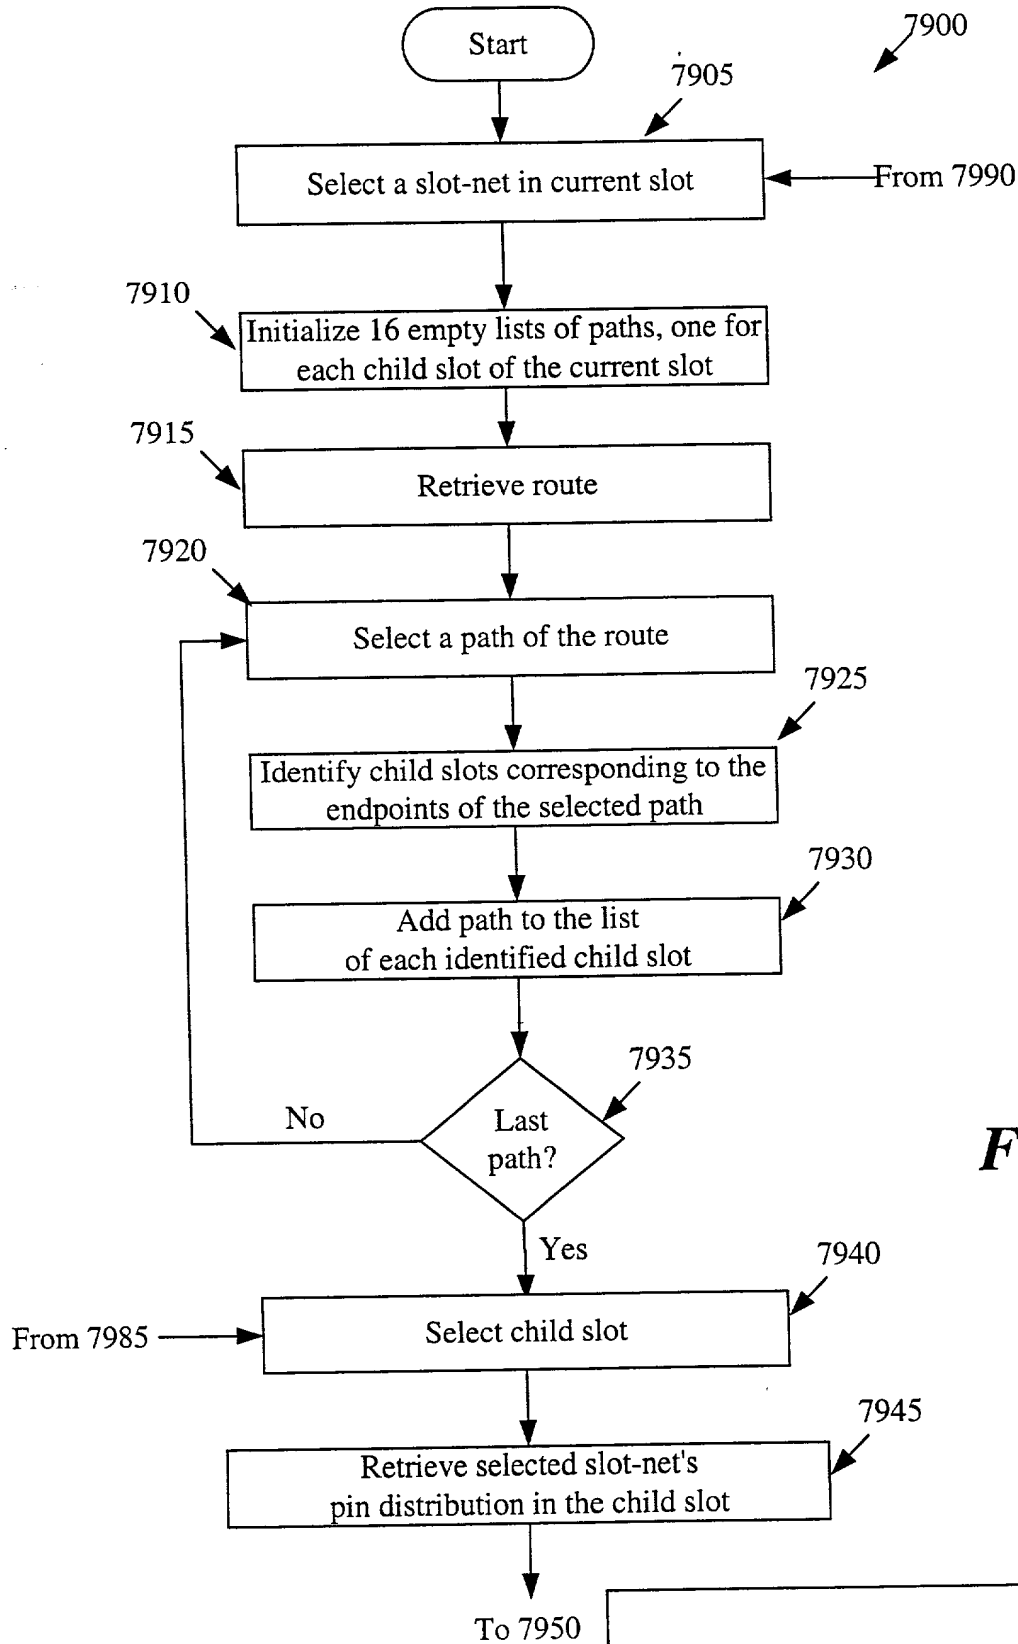 Start
7900
7905
Select a slot-net in current slot
From 7990
7910
Initialize 16 empty lists of paths, one for
each child slot of the current slot
7915
Retrieve route
7920
Select a path of the route
7925
Identify child slots corresponding to the
endpoints of the selected path
7930
Add path to the list
of each identified child slot
7935
Last
path?
No
F
Yes
7940
From 7985
Select child slot
7945
Retrieve selected slot-net's
pin distribution in the child slot
To 7950